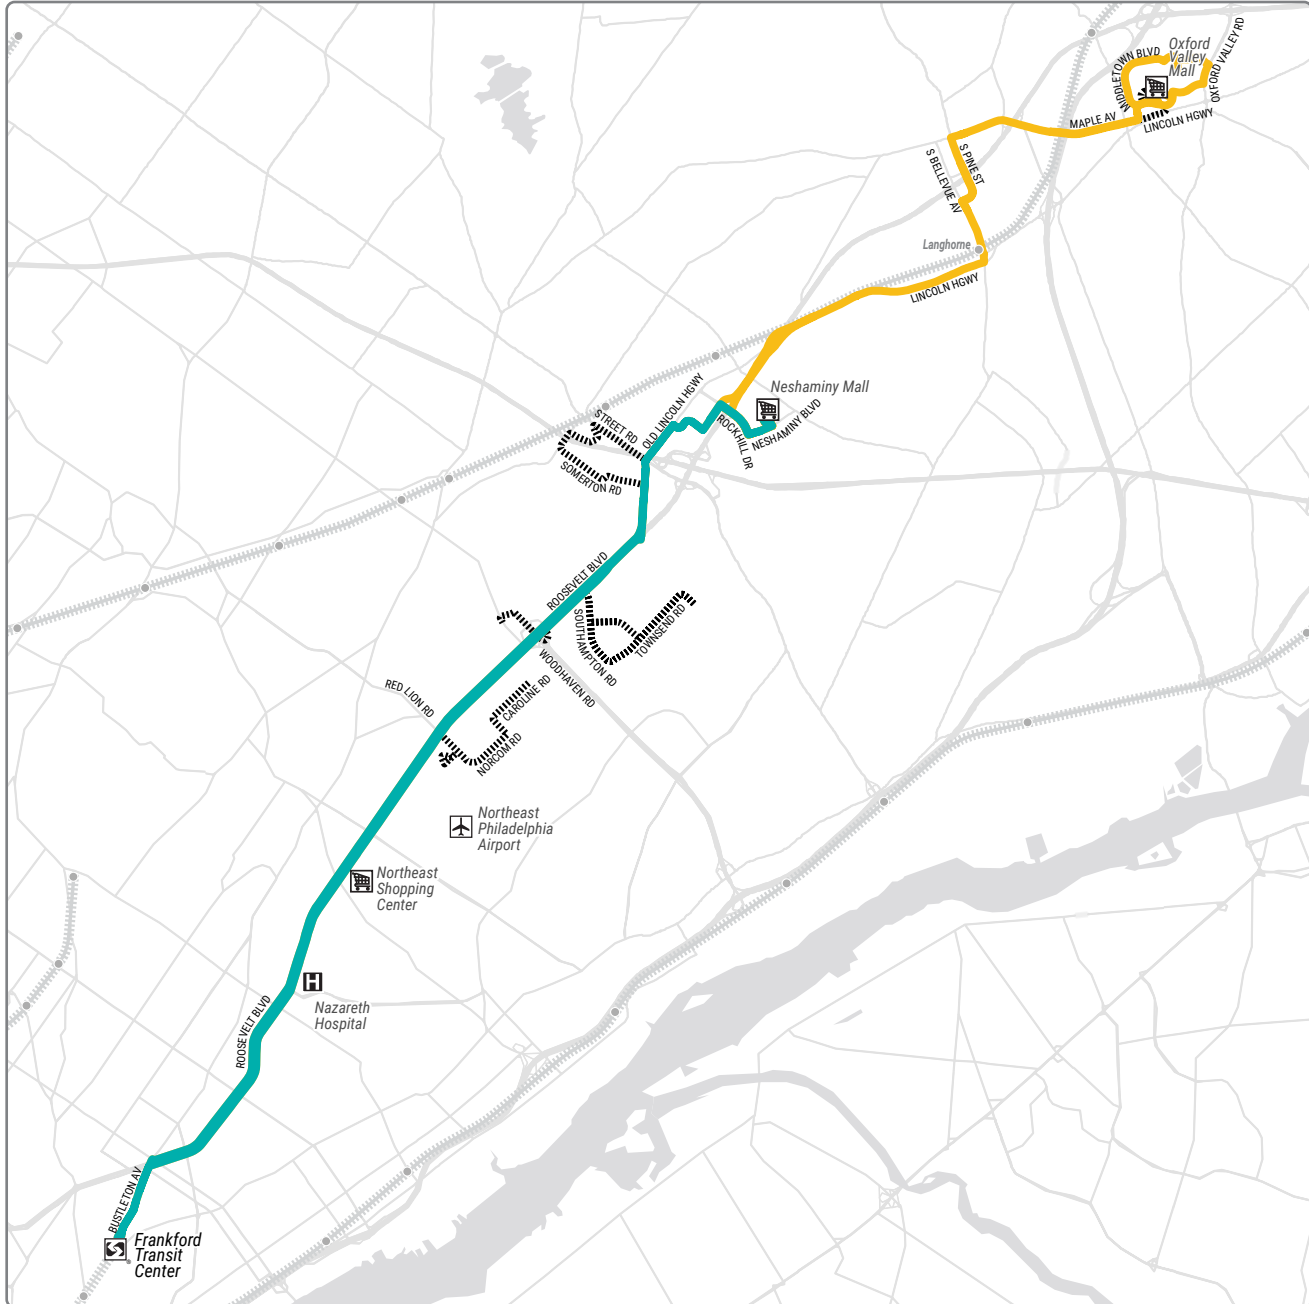 Oxford
Valley
Mall
MIDDLETOWN BLVD
OXFORD VALLEY RD
MAPLE AV
LINCOLN HGWY
S PINE ST
S BELLEVUE AV
Langhorne
LINCOLN HGWY
Neshaminy Mall
OLD LINCOLN HGWY
STREET RD
ROCKHILL DR
NESHAMINY BLVD
SOMERTON RD
ROOSEVELT BLVD
SOUTHAMPTON RD
TOWNSEND RD
WOODHAVEN RD
RED LION RD
CAROLINE RD
NORCOM RD
Northeast
Philadelphia
Airport
Northeast
Shopping
Center
H
Nazareth
Hospital
ROOSEVELT BLVD
BUSTLETON AV
Frankford
Transit
Center